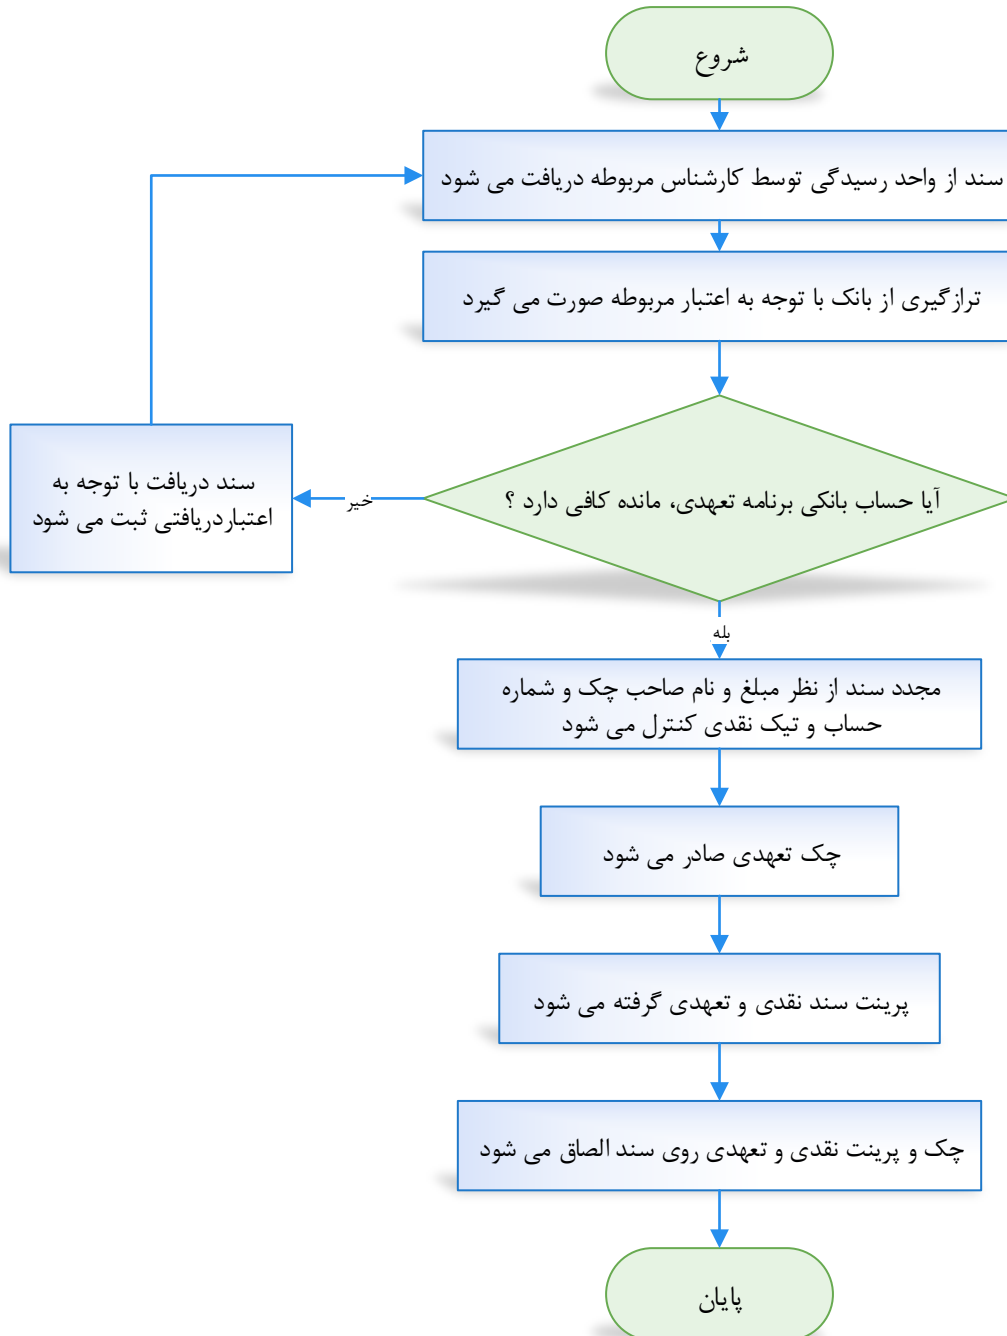 شروع
سند از واحد رسیدگی توسط کارشناس مربوطه دریافت می شود
ترازگیری از بانک با توجه به اعتبار مربوطه صورت می گیرد
آیا حساب بانکی برنامه تعهدی، مانده کافی دارد ؟
خیر
سند دریافت با توجه به
اعتباردریافتی ثبت می شود
بله
مجدد سند از نظر مبلغ و نام صاحب چک و شماره
حساب و تیک نقدی کنترل می شود
چک تعهدی صادر می شود
پرینت سند نقدی و تعهدی گرفته می شود
چک و پرینت نقدی و تعهدی روی سند الصاق می شود
پایان